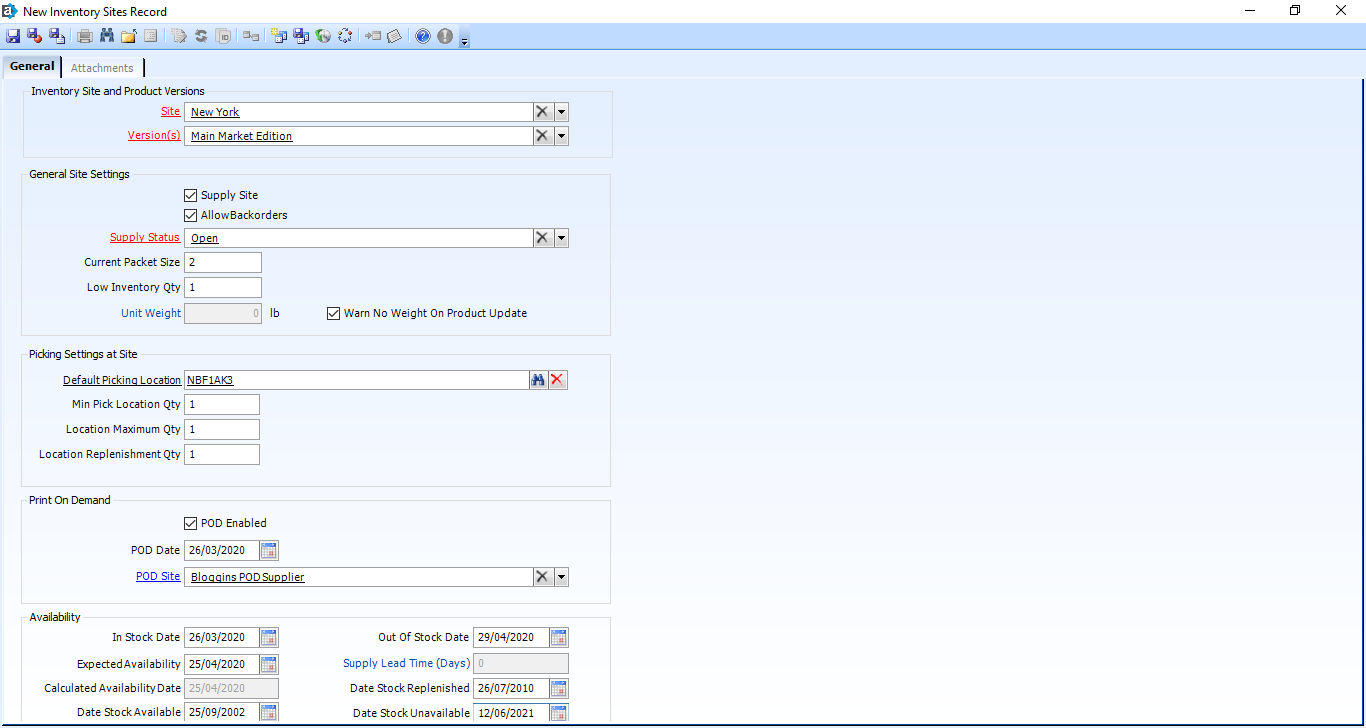 New Inventory Sites Record
General Attachments
Inventory Site and Product Versions
Site New York
Version(s) Main Market Edition
General Site Settings
Supply Site
Allow Backorders
Supply Status Open
Current Packet Size 2
Low Inventory Qty 1
Unit Weight 0 lb Warn No Weight On Product Update
Picking Settings at Site
Default Picking Location NBF1AK3
Min Pick Location Qty 1
Location Maximum Qty 1
Location Replenishment Qty 1
Print On Demand
POD Enabled
POD Date 26/03/2020
POD Site Bloggins POD Supplier
Availability
In Stock Date 26/03/2020 Out Of Stock Date 29/04/2020
Expected Availability 25/04/2020 Supply Lead Time (Days) 0
Calculated Availability Date 25/04/2020 Date Stock Replenished 26/07/2010
Date Stock Available 25/09/2002 Date Stock Unavailable 12/06/2021